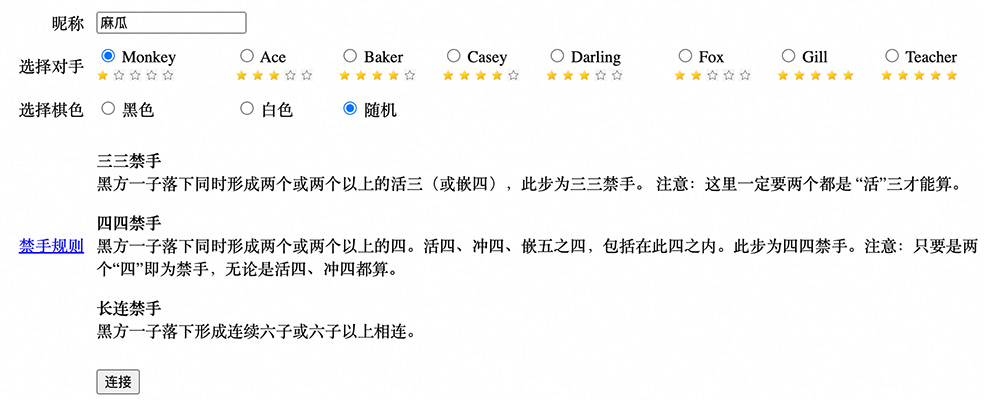 昵称 麻瓜
选择对手 Monkey Ace Baker Casey Darling Fox Gill Teacher
选择棋色 黑色 白色 随机
三三禁手
黑方一子落下同时形成两个或两个以上的活三（或嵌四），此步为三三禁手。 注意：这里一定要两个都是 “活”三才能算。
四四禁手
禁手规则 黑方一子落下同时形成两个或两个以上的四。活四、冲四、嵌五之四，包括在此四之内。此步为四四禁手。注意：只要是两
个“四”即为禁手，无论是活四、冲四都算。
长连禁手
黑方一子落下形成连续六子或六子以上相连。
连接